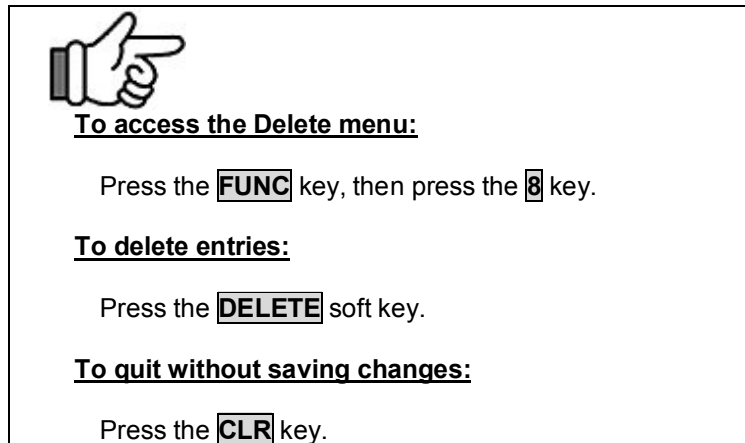 To access the Delete menu:
Press the FUNC key, then press the 8 key.
To delete entries:
Press the DELETE soft key.
To quit without saving changes:
Press the CLR key.